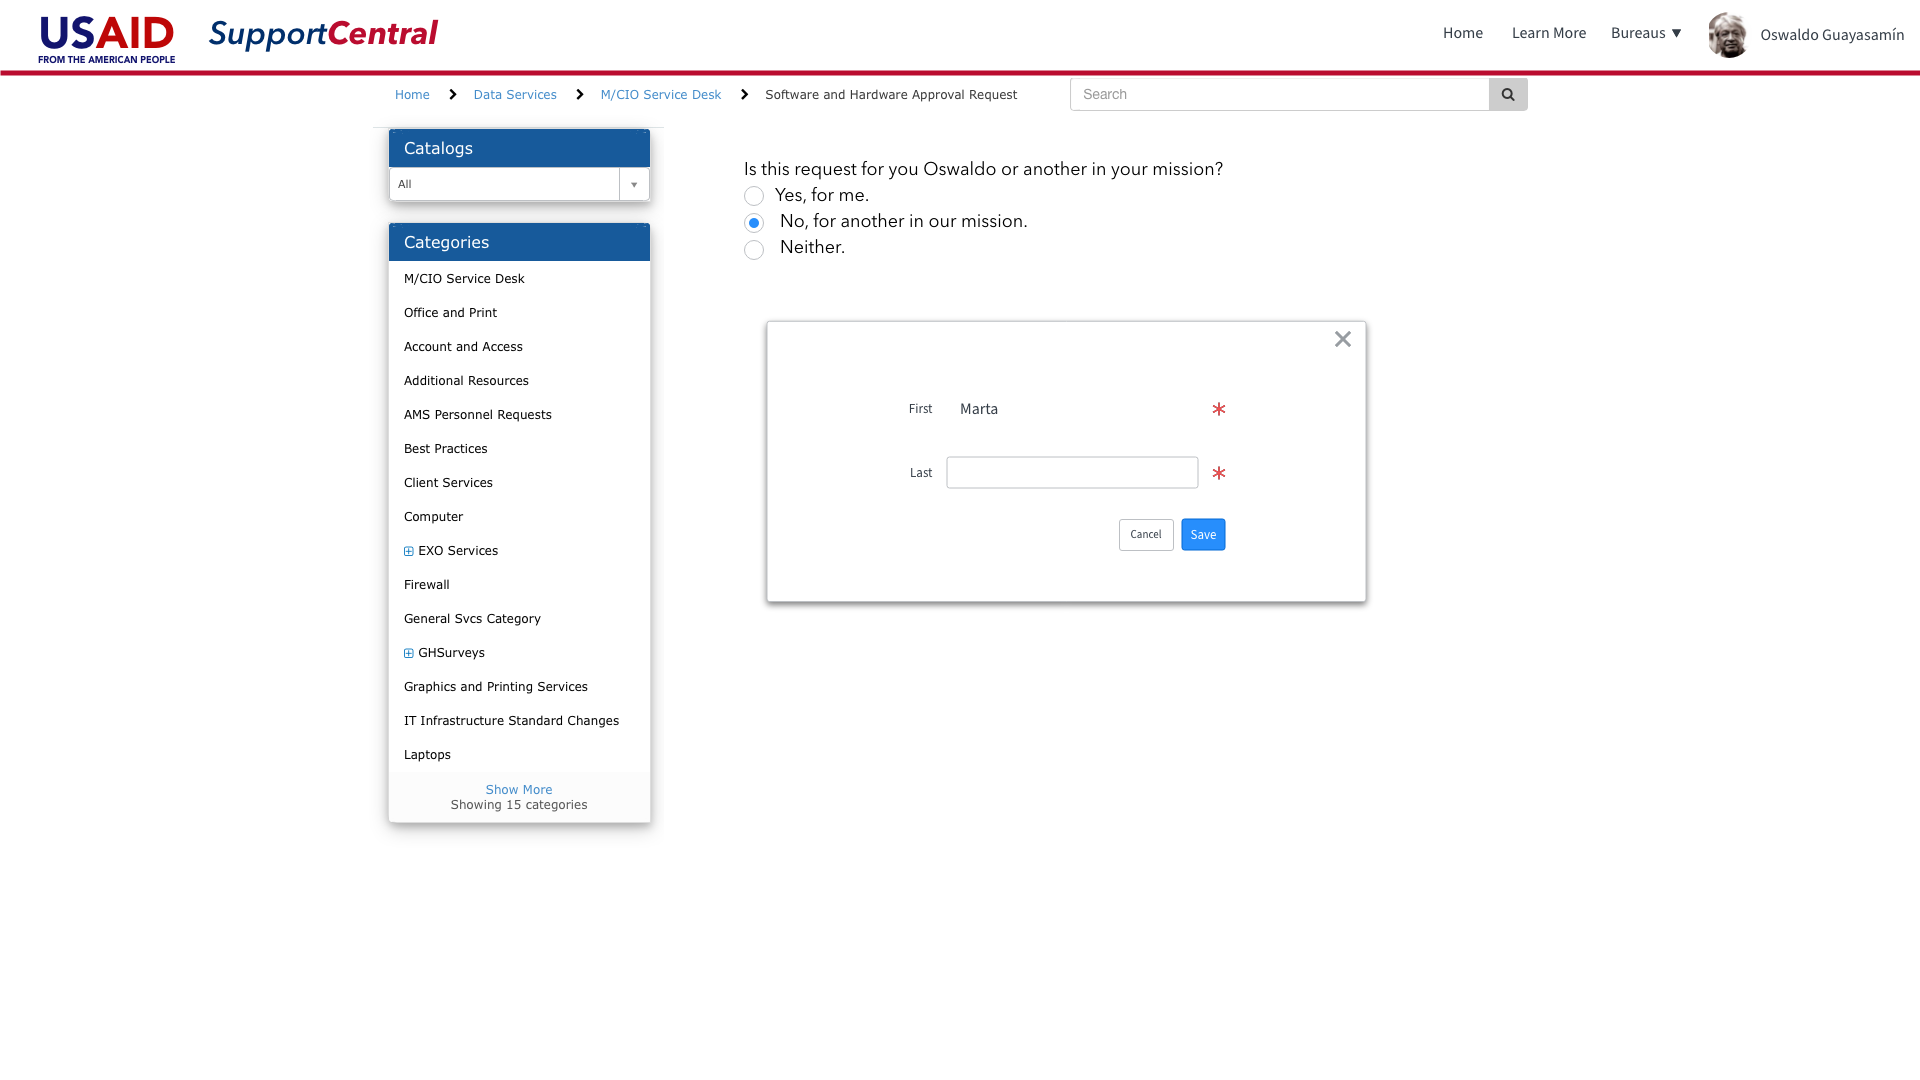 USAID
FROM THE AMERICAN PEOPLE
SupportCentral
Home Learn More Bureaus ▼ Oswaldo Guayasamín
Home Data Services M/CIO Service Desk Software and Hardware Approval Request
Search
Catalogs
All
Categories
M/CIO Service Desk
Office and Print
Account and Access
Additional Resources
AMS Personnel Requests
Best Practices
Client Services
Computer
EXO Services
Firewall
General Svcs Category
GHSurveys
Graphics and Printing Services
IT Infrastructure Standard Changes
Laptops
Show More
Showing 15 categories
Is this request for you Oswaldo or another in your mission?
Yes, for me.
No, for another in our mission.
Neither.
First Marta *
Last *
Cancel Save